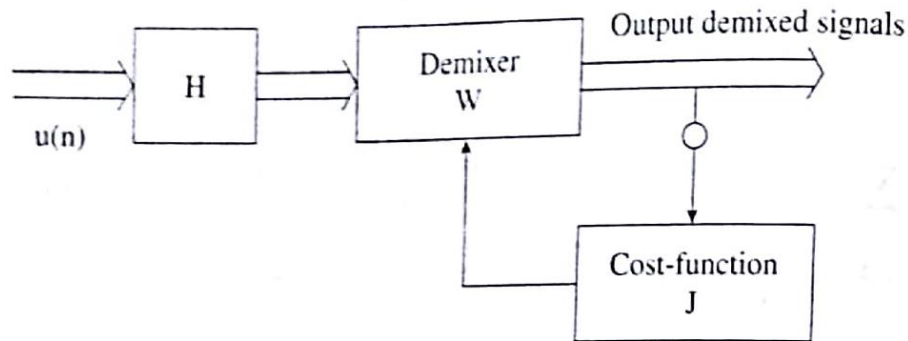 Output demixed signals
Demixer
W
H
u(n)
Cost-function
J